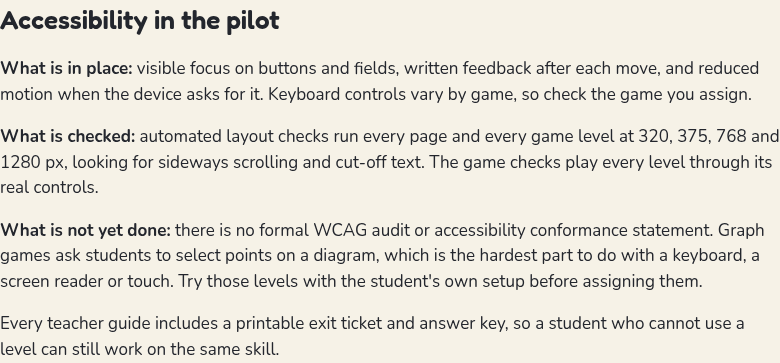 Accessibility in the pilot
What is in place: visible focus on buttons and fields, written feedback after each move, and reduced
motion when the device asks for it. Keyboard controls vary by game, so check the game you assign.
What is checked: automated layout checks run every page and every game level at 320, 375, 768 and
1280 px, looking for sideways scrolling and cut-off text. The game checks play every level through its
real controls.
What is not yet done: there is no formal WCAG audit or accessibility conformance statement. Graph
games ask students to select points on a diagram, which is the hardest part to do with a keyboard, a
screen reader or touch. Try those levels with the student's own setup before assigning them.
Every teacher guide includes a printable exit ticket and answer key, so a student who cannot use a
level can still work on the same skill.